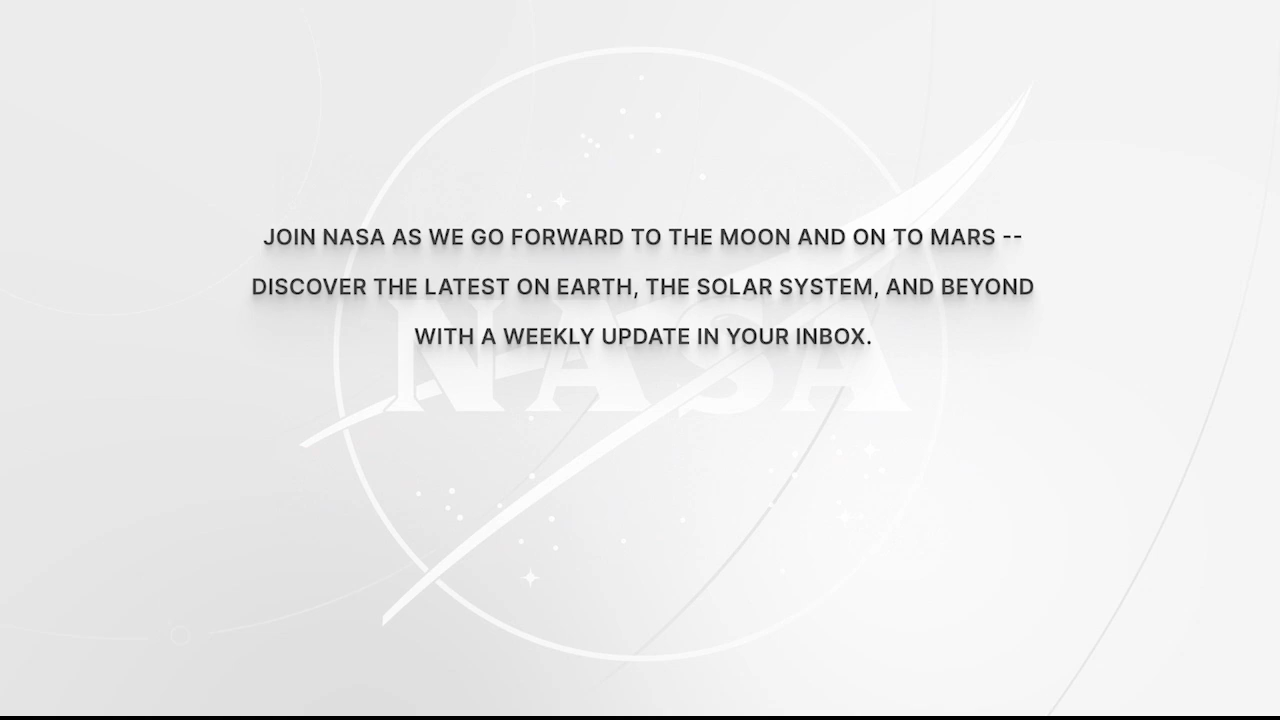 JOIN NASA AS WE GO FORWARD TO THE MOON AND ON TO MARS --
DISCOVER THE LATEST ON EARTH, THE SOLAR SYSTEM, AND BEYOND
WITH A WEEKLY UPDATE IN YOUR INBOX.
NASA